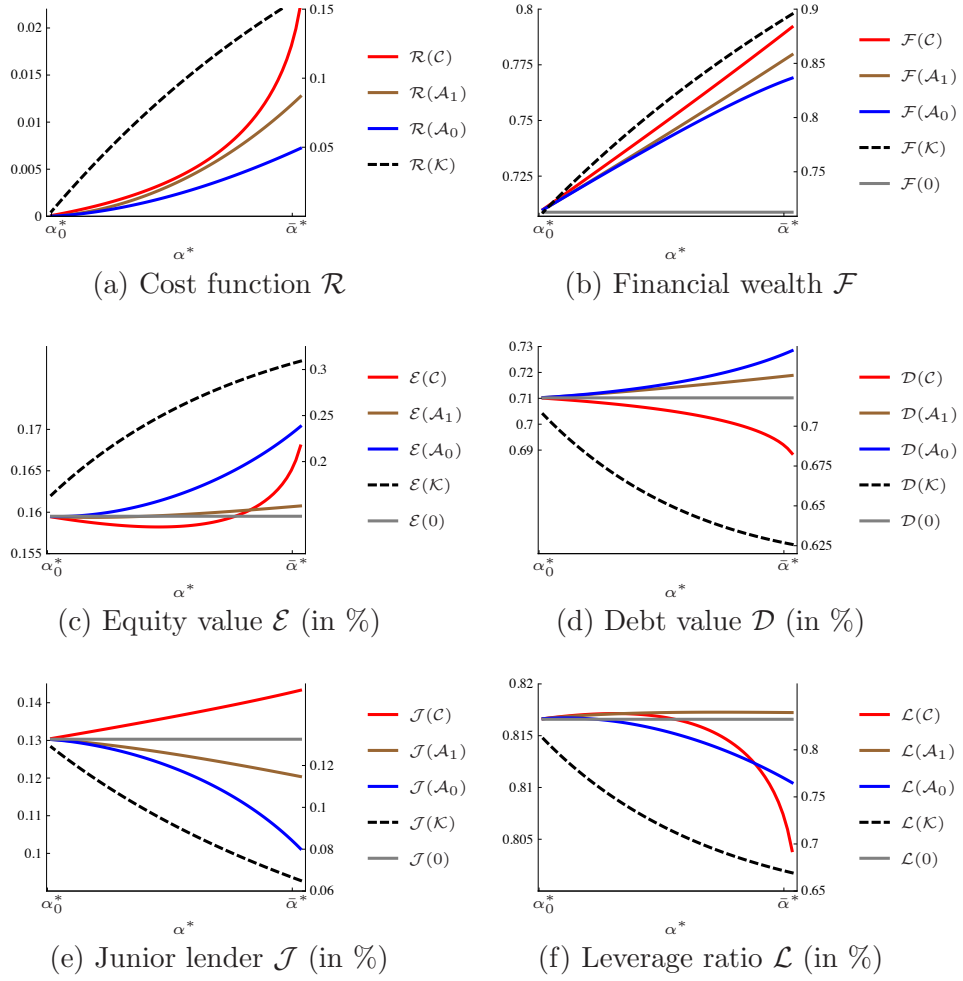 0.02
0.015
0.01
0.005
0
0.15
0.1
0.05
α₀* ᾱ*
α*
ℛ(𝒞)
ℛ(𝒜₁)
ℛ(𝒜₀)
ℛ(𝒦)
(a) Cost function ℛ
0.8
0.775
0.75
0.725
0.9
0.85
0.8
0.75
α₀* ᾱ*
α*
ℱ(𝒞)
ℱ(𝒜₁)
ℱ(𝒜₀)
ℱ(𝒦)
ℱ(0)
(b) Financial wealth ℱ
0.17
0.165
0.16
0.155
0.3
0.25
0.2
α₀* ᾱ*
α*
ℰ(𝒞)
ℰ(𝒜₁)
ℰ(𝒜₀)
ℰ(𝒦)
ℰ(0)
(c) Equity value ℰ (in %)
0.73
0.72
0.71
0.7
0.69
0.7
0.675
0.65
0.625
α₀* ᾱ*
α*
𝒟(𝒞)
𝒟(𝒜₁)
𝒟(𝒜₀)
𝒟(𝒦)
𝒟(0)
(d) Debt value 𝒟 (in %)
0.14
0.13
0.12
0.11
0.1
0.12
0.1
0.08
0.06
α₀* ᾱ*
α*
𝒥(𝒞)
𝒥(𝒜₁)
𝒥(𝒜₀)
𝒥(𝒦)
𝒥(0)
(e) Junior lender 𝒥 (in %)
0.82
0.815
0.81
0.805
0.8
0.75
0.7
0.65
α₀* ᾱ*
α*
ℒ(𝒞)
ℒ(𝒜₁)
ℒ(𝒜₀)
ℒ(𝒦)
ℒ(0)
(f) Leverage ratio ℒ (in %)